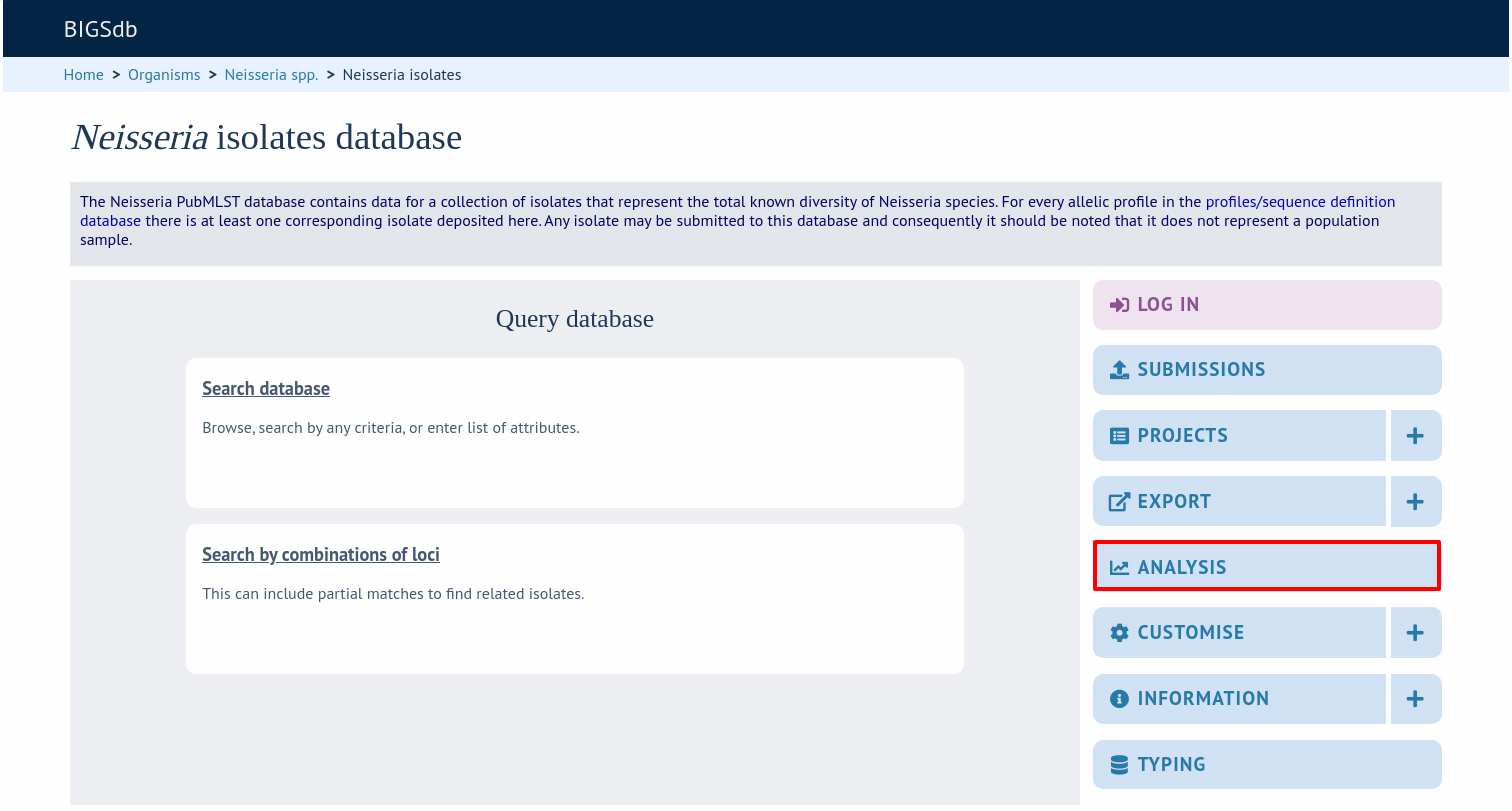 BIGSdb
Home > Organisms > Neisseria spp. > Neisseria isolates
Neisseria isolates database
The Neisseria PubMLST database contains data for a collection of isolates that represent the total known diversity of Neisseria species. For every allelic profile in the profiles/sequence definition
database there is at least one corresponding isolate deposited here. Any isolate may be submitted to this database and consequently it should be noted that it does not represent a population
sample.
Query database
Search database
Browse, search by any criteria, or enter list of attributes.
Search by combinations of loci
This can include partial matches to find related isolates.
LOG IN
SUBMISSIONS
PROJECTS +
EXPORT +
ANALYSIS
CUSTOMISE +
INFORMATION +
TYPING